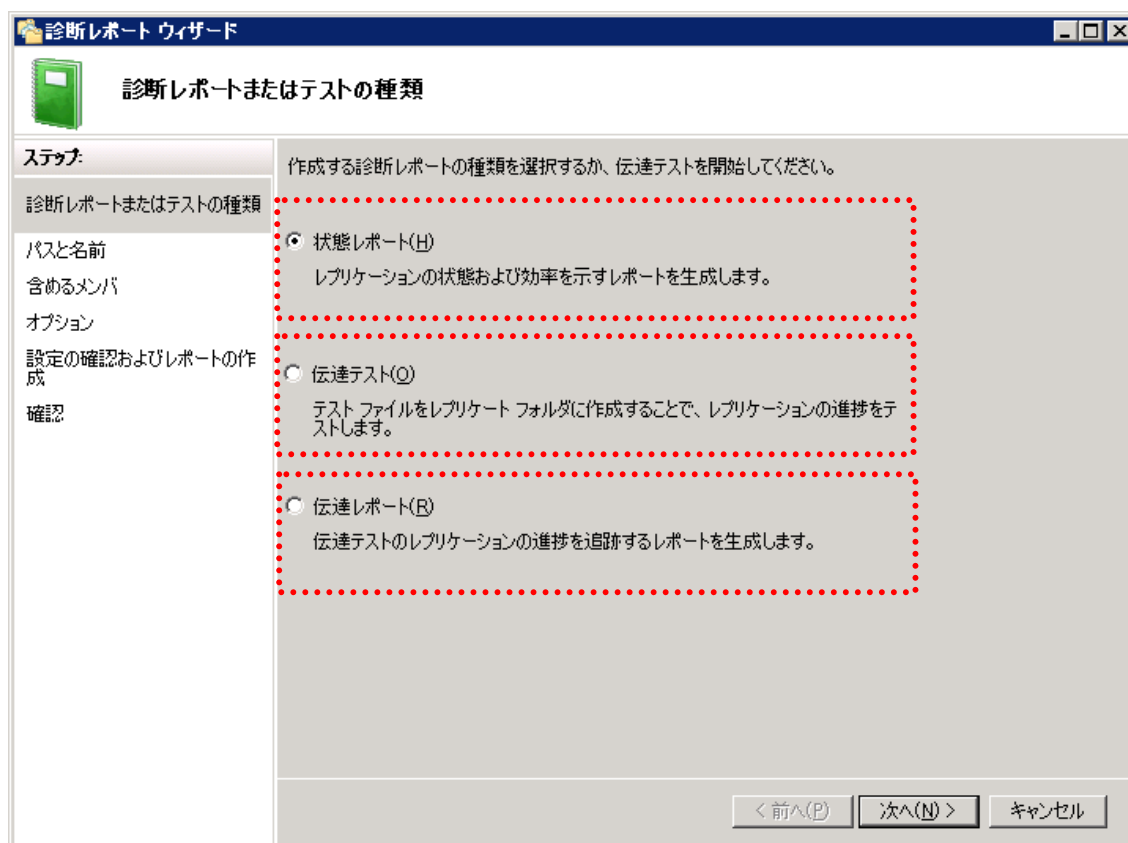 診断レポート ウィザード
診断レポートまたはテストの種類
ステップ:
診断レポートまたはテストの種類
パスと名前
含めるメンバ
オプション
設定の確認およびレポートの作
成
確認
作成する診断レポートの種類を選択するか、伝達テストを開始してください。
状態レポート(H)
レプリケーションの状態および効率を示すレポートを生成します。
伝達テスト(O)
テスト ファイルをレプリケート フォルダに作成することで、レプリケーションの進捗をテ
ストします。
伝達レポート(R)
伝達テストのレプリケーションの進捗を追跡するレポートを生成します。
< 前へ(P)
次へ(N) >
キャンセル